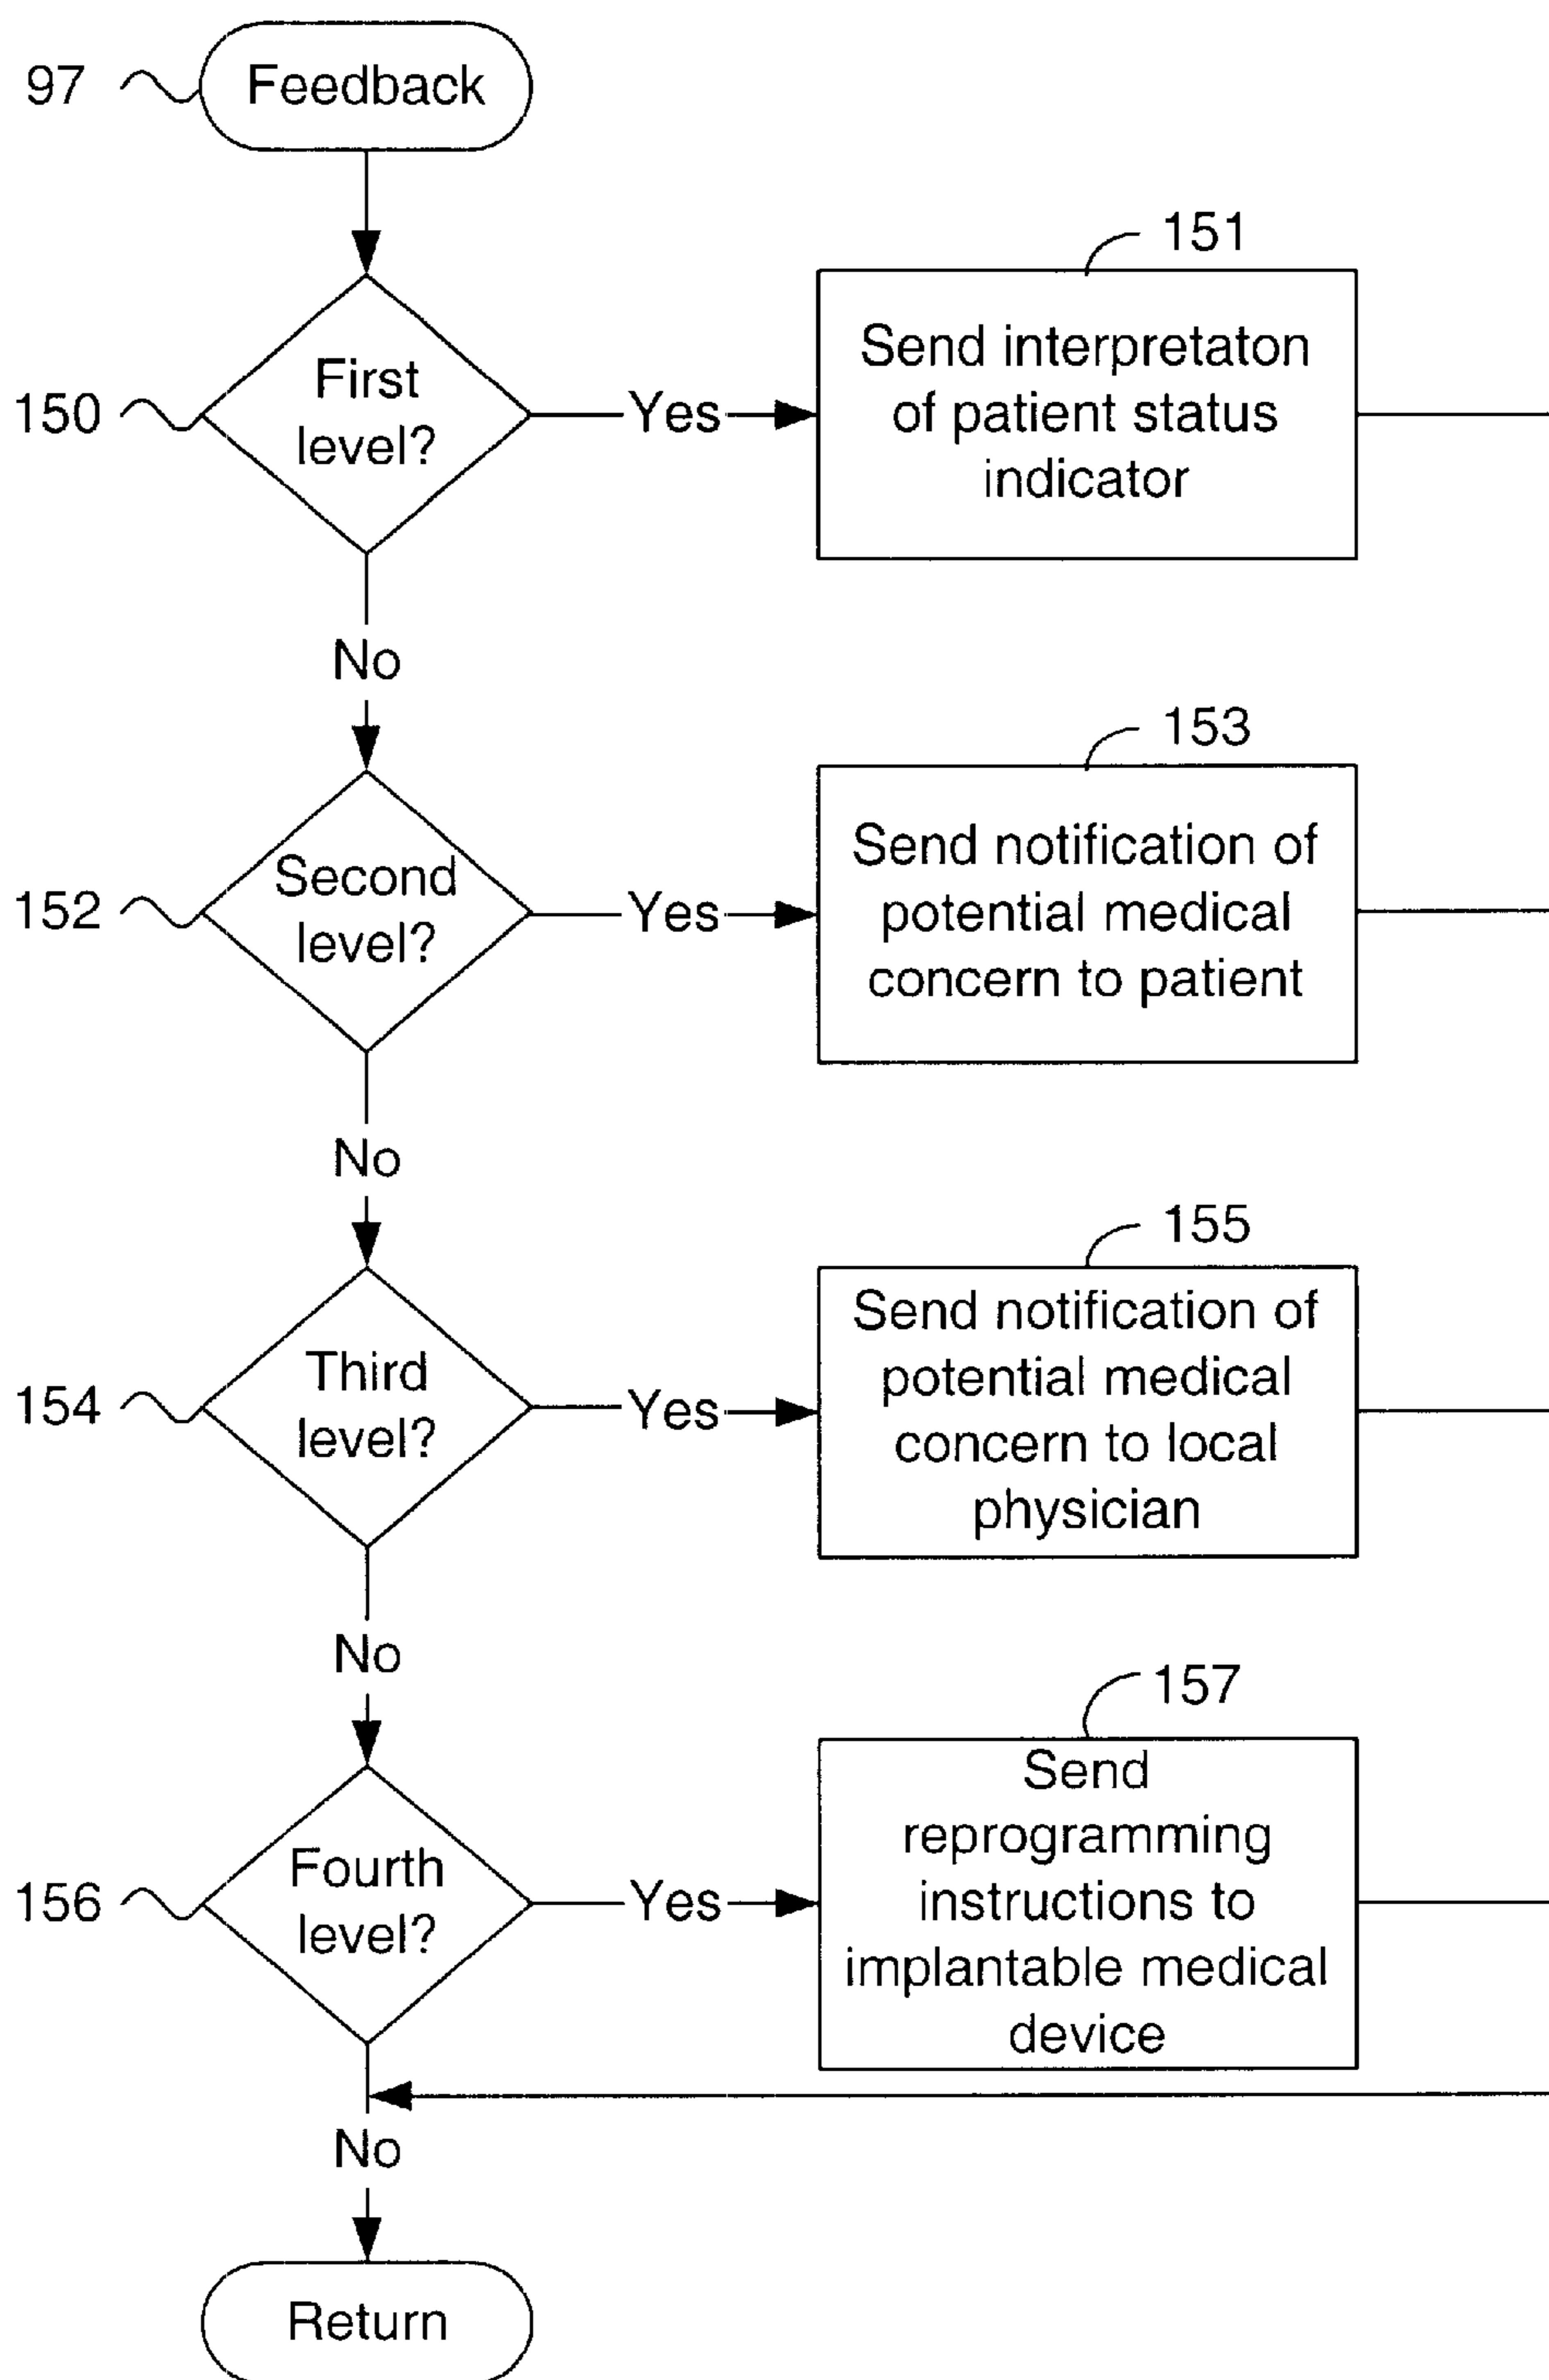 97
Feedback
151
150
First
level?
Yes
Send interpretaton
of patient status
indicator
No
153
152
Second
level?
Yes
Send notification of
potential medical
concern to patient
No
155
154
Third
level?
Yes
Send notification of
potential medical
concern to local
physician
No
157
156
Fourth
level?
Yes
Send
reprogramming
instructions to
implantable medical
device
No
Return